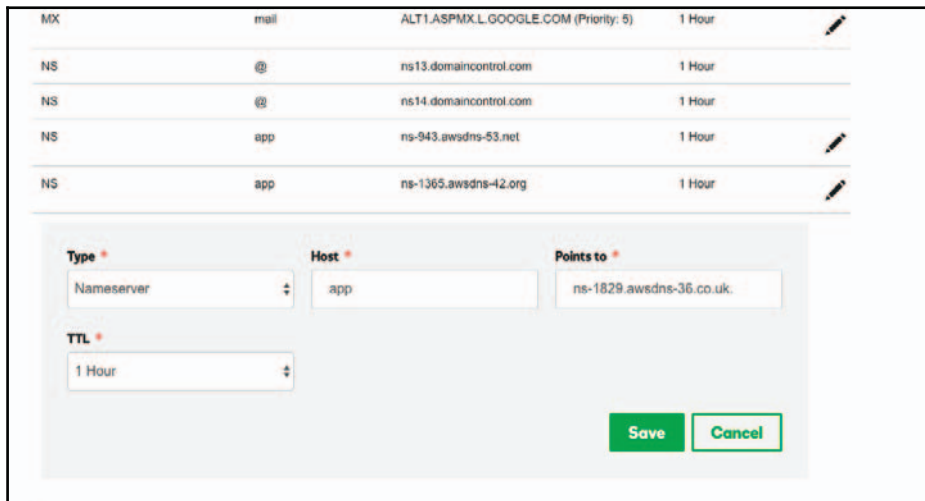 MX mail ALT1.ASPMX.L.GOOGLE.COM (Priority: 5) 1 Hour
NS @ ns13.domaincontrol.com 1 Hour
NS @ ns14.domaincontrol.com 1 Hour
NS app ns-943.awsdns-53.net 1 Hour
NS app ns-1365.awsdns-42.org 1 Hour
Type * Host * Points to *
Nameserver app ns-1829.awsdns-36.co.uk.
TTL *
1 Hour
Save Cancel